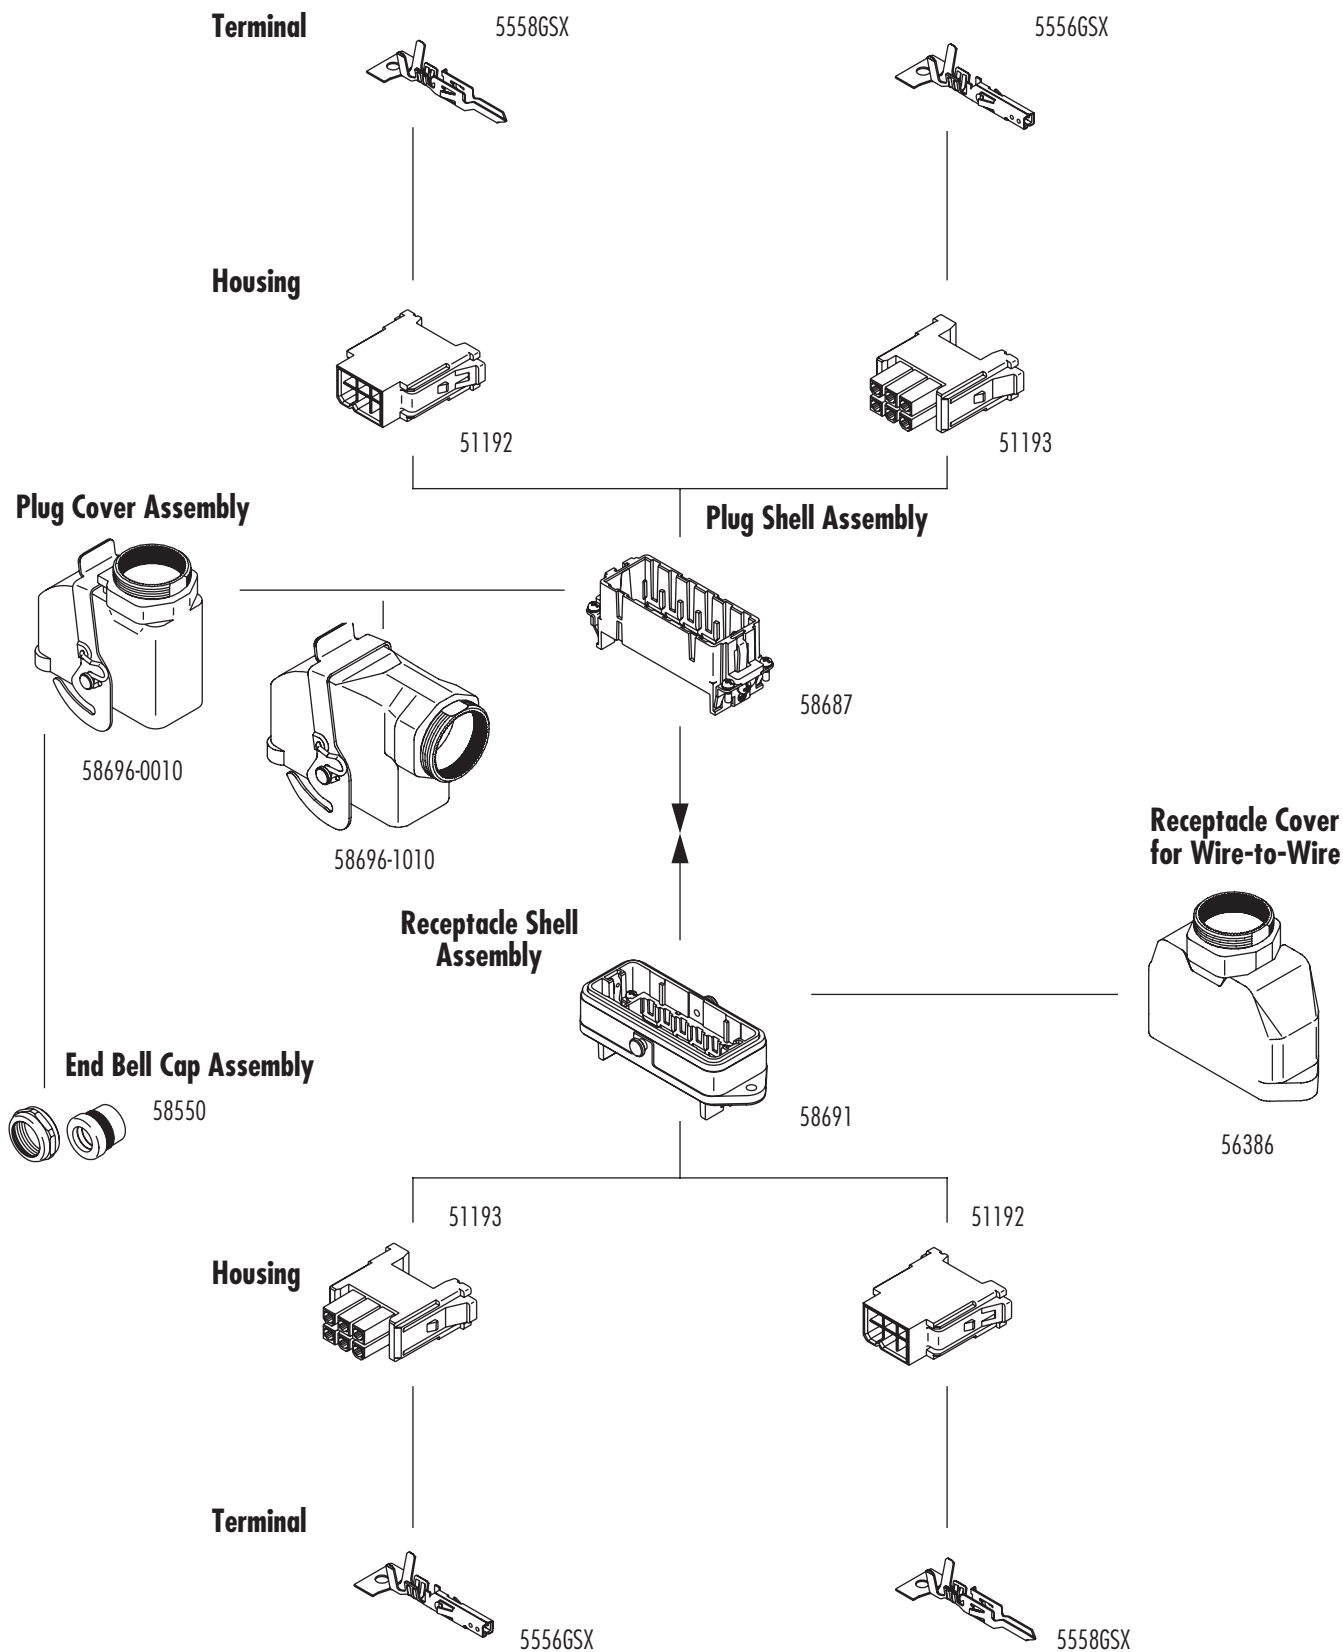 Terminal
5558GSX
5556GSX
Housing
51192
51193
Plug Cover Assembly
Plug Shell Assembly
58687
58696-0010
58696-1010
Receptacle Cover
for Wire-to-Wire
Receptacle Shell
Assembly
End Bell Cap Assembly
58550
58691
56386
51193
51192
Housing
Terminal
5556GSX
5558GSX